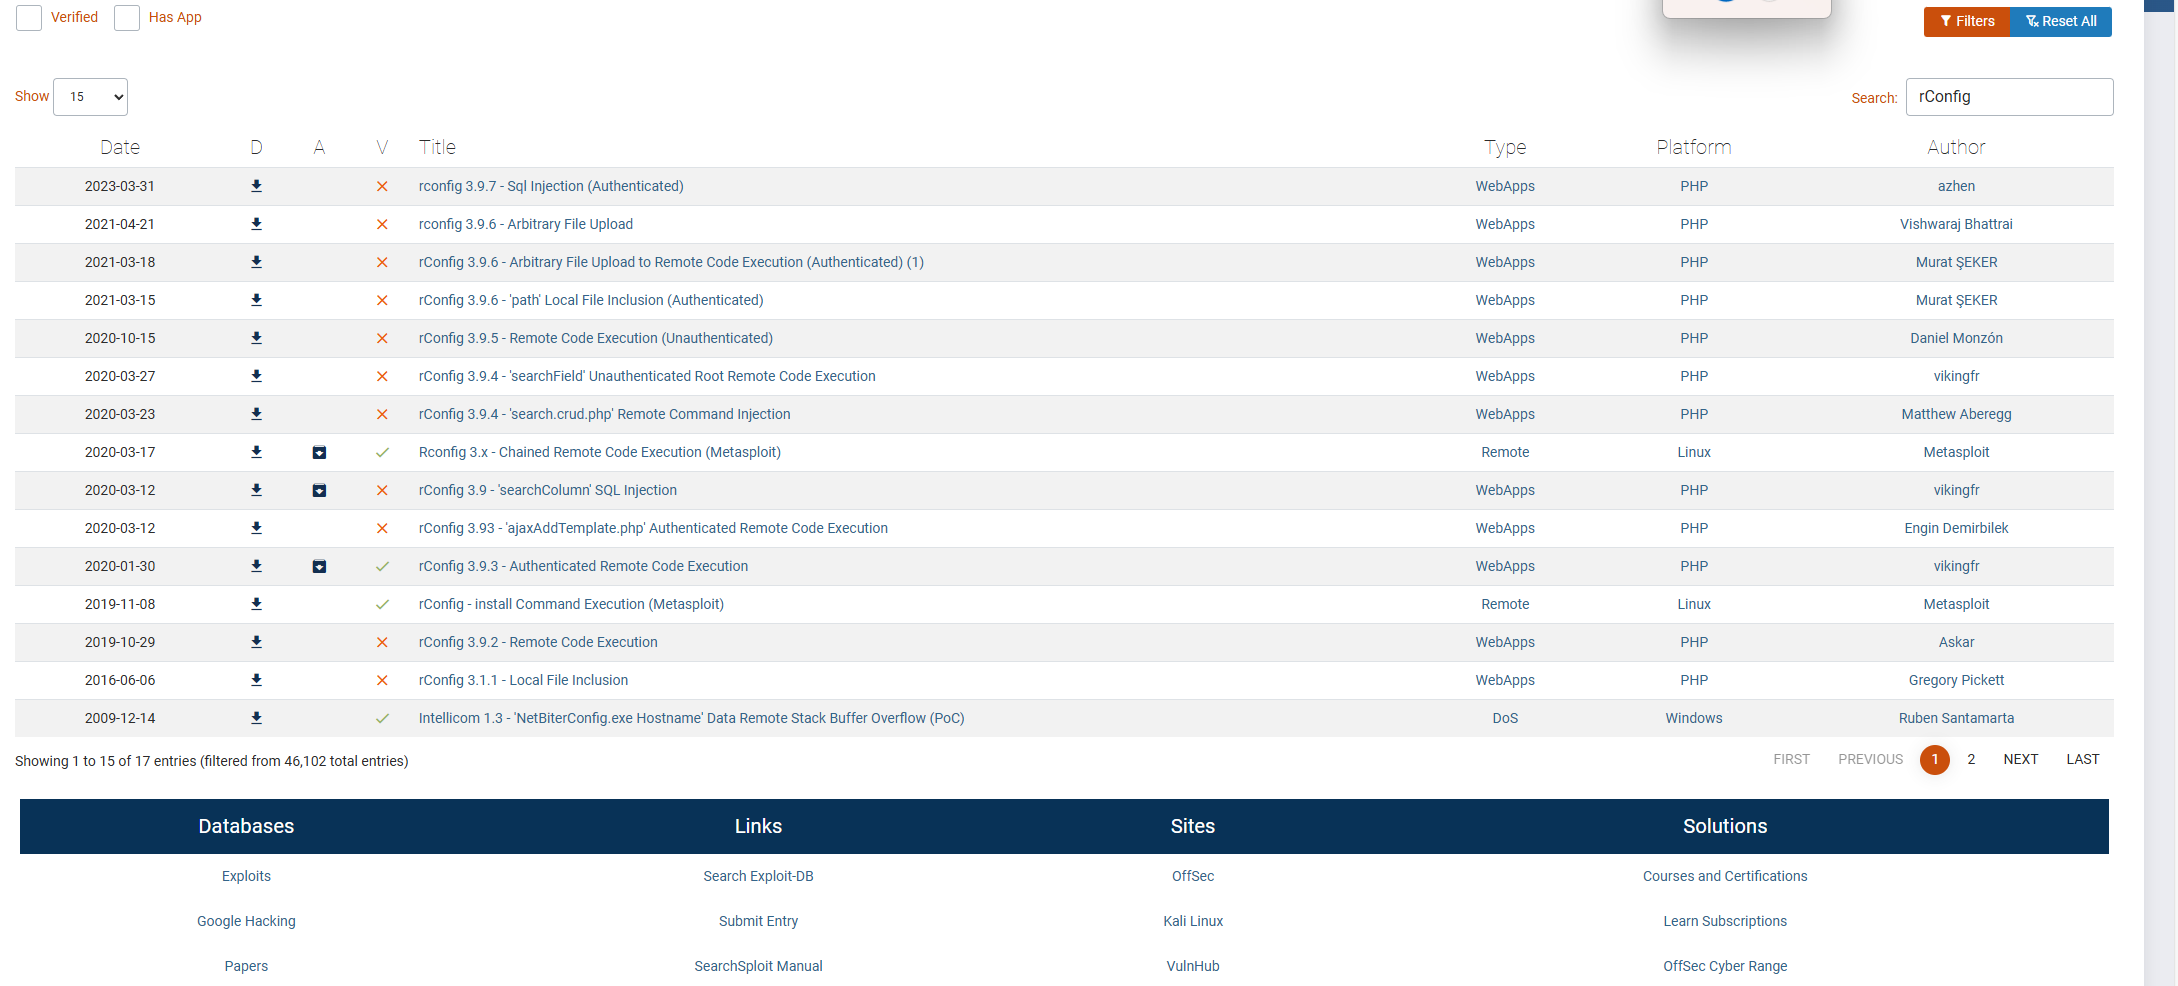 Verified Has App
Filters Reset All
Show 15 Search: rConfig
Date D A V Title Type Platform Author
2023-03-31 rconfig 3.9.7 - Sql Injection (Authenticated) WebApps PHP azhen
2021-04-21 rconfig 3.9.6 - Arbitrary File Upload WebApps PHP Vishwaraj Bhattrai
2021-03-18 rConfig 3.9.6 - Arbitrary File Upload to Remote Code Execution (Authenticated) (1) WebApps PHP Murat ŞEKER
2021-03-15 rConfig 3.9.6 - 'path' Local File Inclusion (Authenticated) WebApps PHP Murat ŞEKER
2020-10-15 rConfig 3.9.5 - Remote Code Execution (Unauthenticated) WebApps PHP Daniel Monzón
2020-03-27 rConfig 3.9.4 - 'searchField' Unauthenticated Root Remote Code Execution WebApps PHP vikingfr
2020-03-23 rConfig 3.9.4 - 'search.crud.php' Remote Command Injection WebApps PHP Matthew Aberegg
2020-03-17 Rconfig 3.x - Chained Remote Code Execution (Metasploit) Remote Linux Metasploit
2020-03-12 rConfig 3.9 - 'searchColumn' SQL Injection WebApps PHP vikingfr
2020-03-12 rConfig 3.93 - 'ajaxAddTemplate.php' Authenticated Remote Code Execution WebApps PHP Engin Demirbilek
2020-01-30 rConfig 3.9.3 - Authenticated Remote Code Execution WebApps PHP vikingfr
2019-11-08 rConfig - install Command Execution (Metasploit) Remote Linux Metasploit
2019-10-29 rConfig 3.9.2 - Remote Code Execution WebApps PHP Askar
2016-06-06 rConfig 3.1.1 - Local File Inclusion WebApps PHP Gregory Pickett
2009-12-14 Intellicom 1.3 - 'NetBiterConfig.exe Hostname' Data Remote Stack Buffer Overflow (PoC) DoS Windows Ruben Santamarta
Showing 1 to 15 of 17 entries (filtered from 46,102 total entries) FIRST PREVIOUS 1 2 NEXT LAST
Databases Links Sites Solutions
Exploits Search Exploit-DB OffSec Courses and Certifications
Google Hacking Submit Entry Kali Linux Learn Subscriptions
Papers SearchSploit Manual VulnHub OffSec Cyber Range